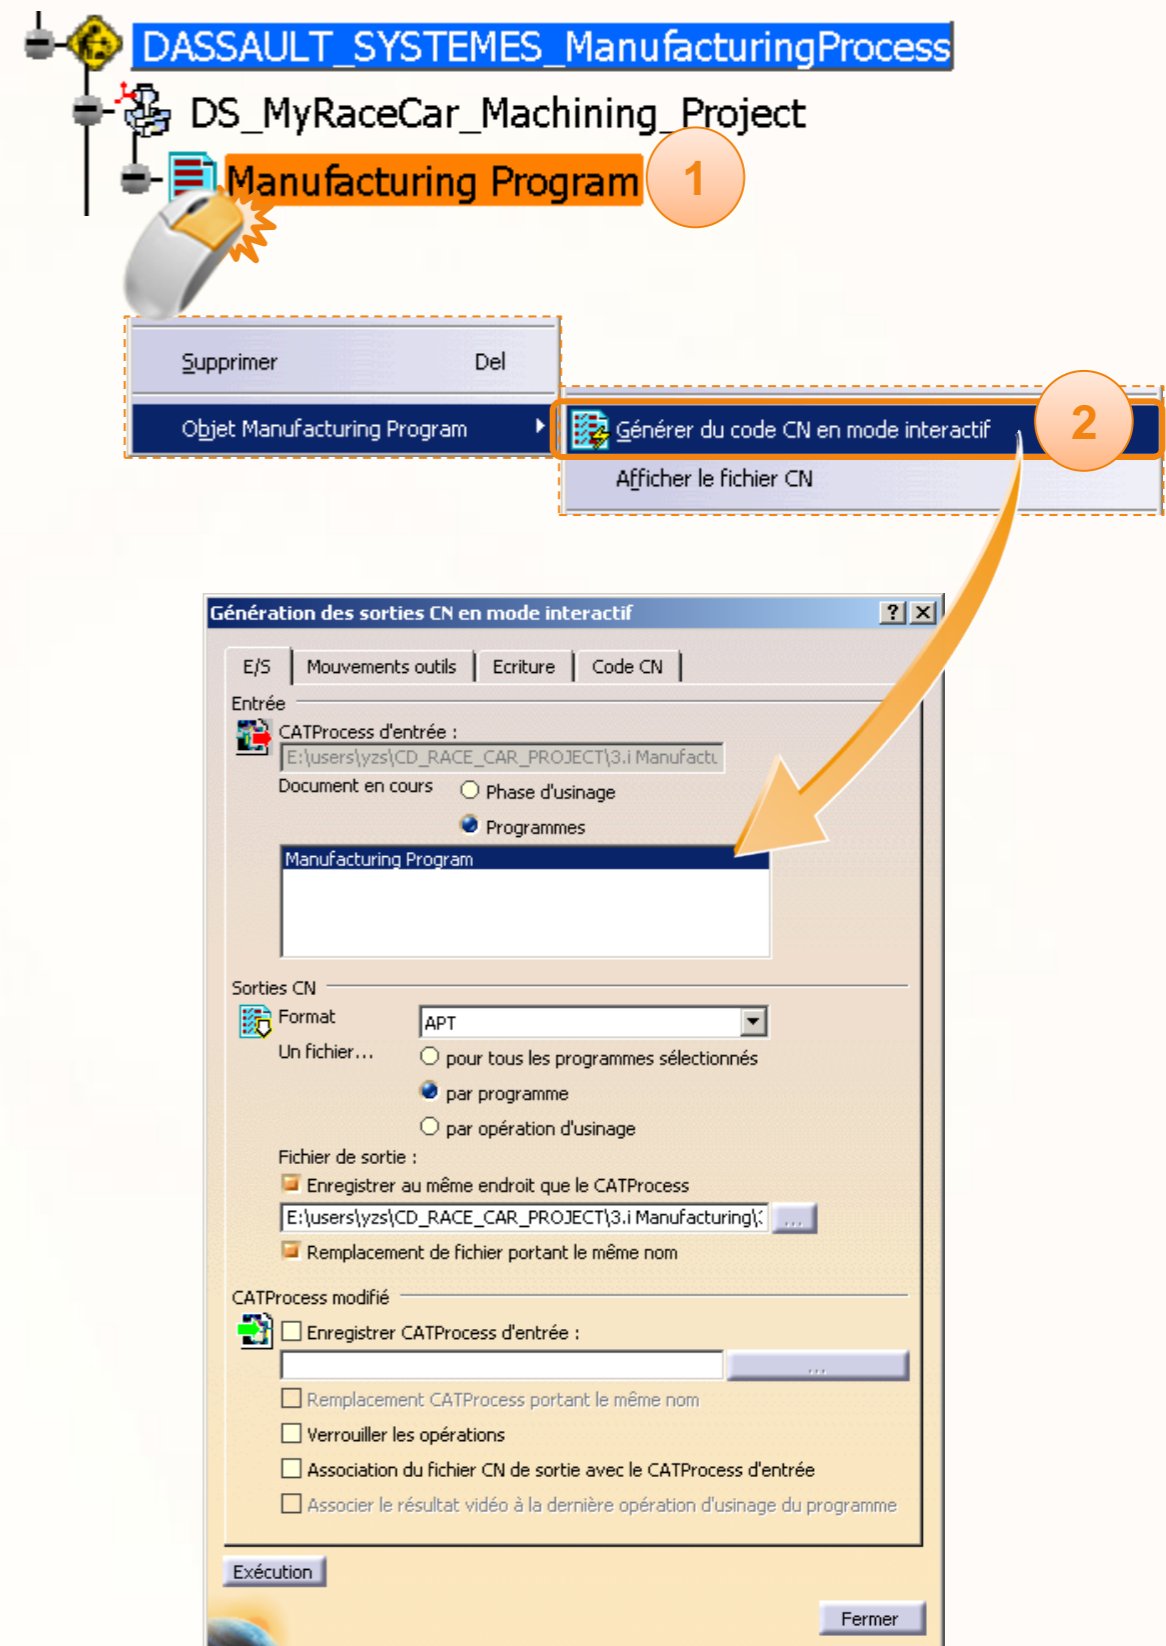 DASSAULT_SYSTEMES_ManufacturingProcess
DS_MyRaceCar_Machining_Project
Manufacturing Program
1
Supprimer Del
Objet Manufacturing Program
Générer du code CN en mode interactif
2
Afficher le fichier CN
Génération des sorties CN en mode interactif
E/S Mouvements outils Ecriture Code CN
Entrée
CATProcess d'entrée :
E:\users\yzs\CD_RACE_CAR_PROJECT\3.i Manufactu
Document en cours Phase d'usinage
Programmes
Manufacturing Program
Sorties CN
Format APT
Un fichier... pour tous les programmes sélectionnés
par programme
par opération d'usinage
Fichier de sortie :
Enregistrer au même endroit que le CATProcess
E:\users\yzs\CD_RACE_CAR_PROJECT\3.i Manufacturing\ ...
Remplacement de fichier portant le même nom
CATProcess modifié
Enregistrer CATProcess d'entrée :
...
Remplacement CATProcess portant le même nom
Verrouiller les opérations
Association du fichier CN de sortie avec le CATProcess d'entrée
Associer le résultat vidéo à la dernière opération d'usinage du programme
Exécution
Fermer